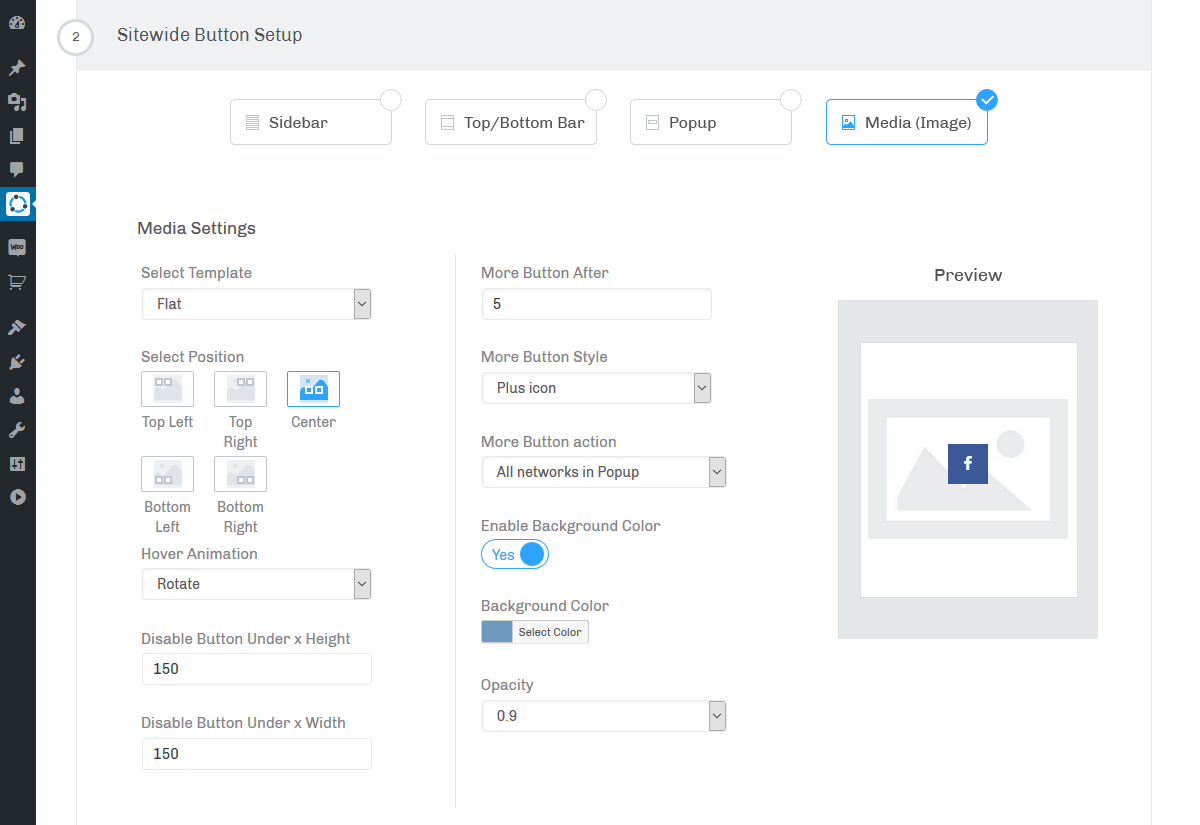 2
Sitewide Button Setup
Sidebar
Top/Bottom Bar
Popup
Media (Image)
Media Settings
Select Template
Flat
Select Position
Top Left
Top
Right
Center
Bottom
Left
Bottom
Right
Hover Animation
Rotate
Disable Button Under x Height
150
Disable Button Under x Width
150
More Button After
5
More Button Style
Plus icon
More Button action
All networks in Popup
Enable Background Color
Yes
Background Color
Select Color
Opacity
0.9
Preview
f
Woo